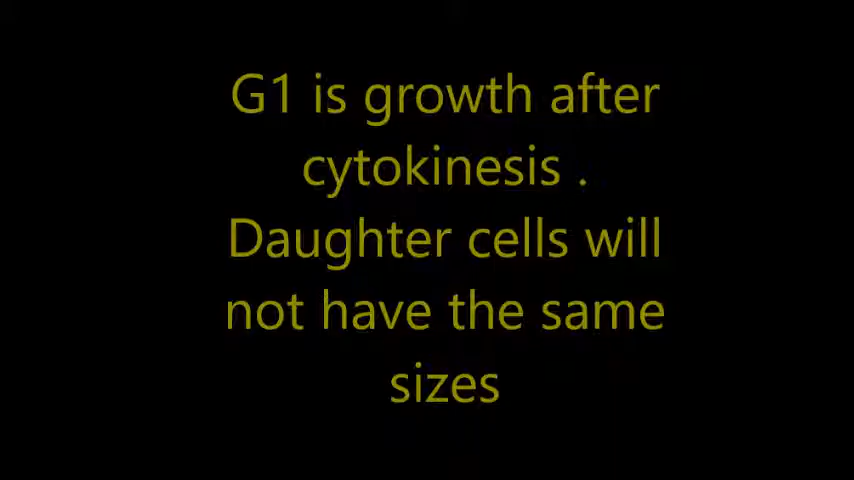 G1 is growth after
cytokinesis .
Daughter cells will
not have the same
sizes